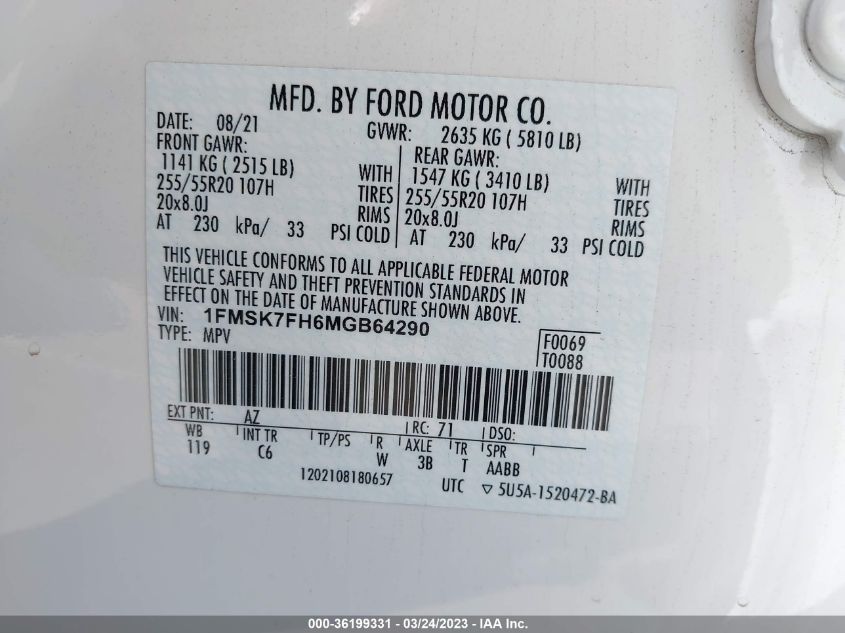 MFD. BY FORD MOTOR CO.
DATE: 08/21 GVWR: 2635 KG ( 5810 LB)
FRONT GAWR: REAR GAWR:
1141 KG ( 2515 LB) WITH 1547 KG ( 3410 LB) WITH
255/55R20 107H TIRES 255/55R20 107H TIRES
20x8.0J RIMS 20x8.0J RIMS
AT 230 kPa/ 33 PSI COLD AT 230 kPa/ 33 PSI COLD
THIS VEHICLE CONFORMS TO ALL APPLICABLE FEDERAL MOTOR
VEHICLE SAFETY AND THEFT PREVENTION STANDARDS IN
EFFECT ON THE DATE OF MANUFACTURE SHOWN ABOVE.
VIN: 1FMSK7FH6MGB64290
TYPE: MPV F0069
T0088
EXT PNT: AZ RC: 71 DSO:
WB INT TR TP/PS R AXLE TR SPR
119 C6 W 3B T AABB
1202108180657 UTC ▽ 5U5A-1520472-BA
000-36199331 — 03/24/2023 — IAA Inc.